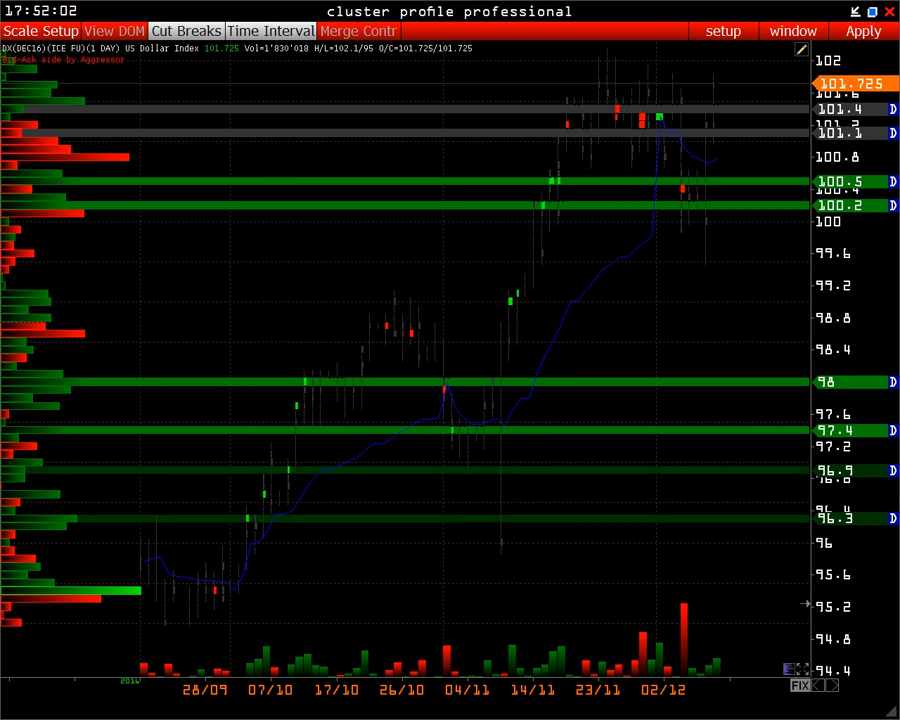 17:52:02 cluster profile professional
Scale Setup View DOM Cut Breaks Time Interval Merge Contr setup window Apply
DX(DEC16)(ICE FU)(1 DAY) US Dollar Index 101.725 Vol=1'830'018 H/L=102.1/95 O/C=101.725/101.725
Bid-Ask side by Aggressor
102
101.725
101.6
101.4 D
101.2
101.1 D
100.8
100.5 D
100.4
100.2 D
100
99.6
99.2
98.8
98.4
98 D
97.6
97.4 D
97.2
96.9 D
96.8
96.4
96.3 D
96
95.6
95.2
94.8
94.4
2016
FIX
28/09 07/10 17/10 26/10 04/11 14/11 23/11 02/12